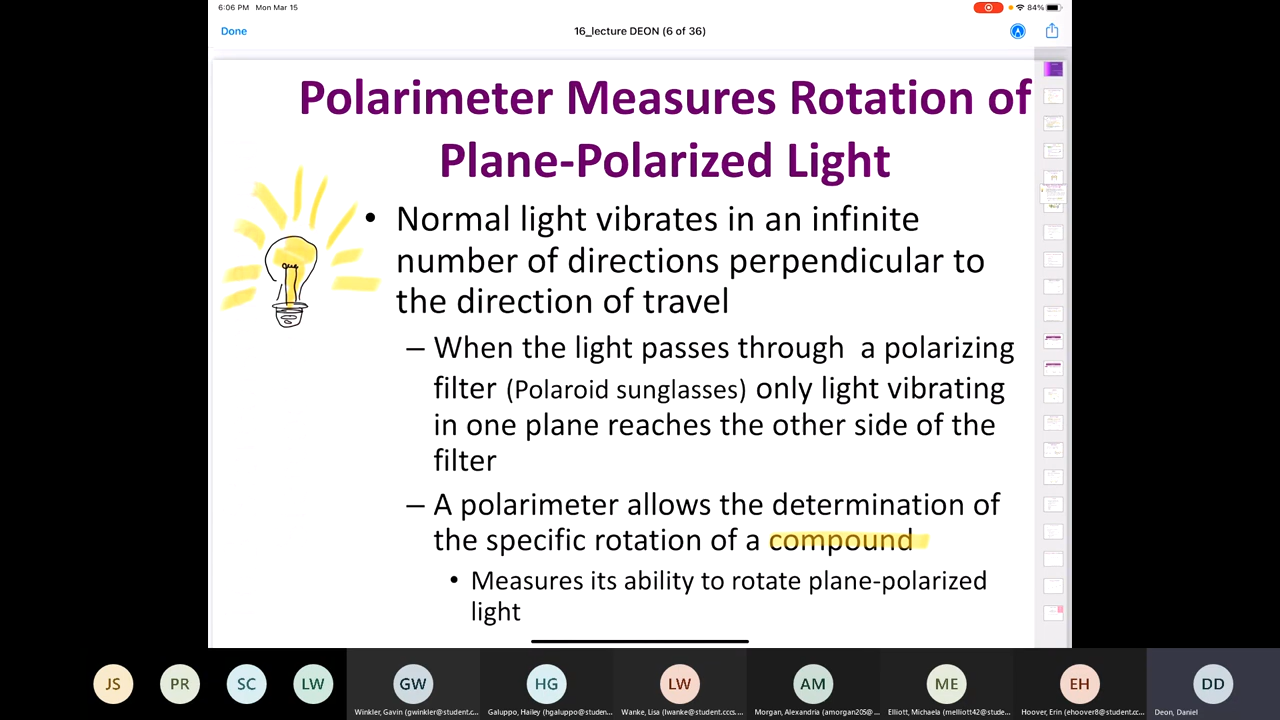 6:06 PM Mon Mar 15
84%
Done
16_lecture DEON (6 of 36)
Polarimeter Measures Rotation of
Plane-Polarized Light
• Normal light vibrates in an infinite
number of directions perpendicular to
the direction of travel
– When the light passes through a polarizing
filter (Polaroid sunglasses) only light vibrating
in one plane reaches the other side of the
filter
– A polarimeter allows the determination of
the specific rotation of a compound
• Measures its ability to rotate plane-polarized
light
JS PR SC LW GW HG LW AM ME EH DD
Winkler, Gavin (gwinkler@student.c... Galuppo, Hailey (hgaluppo@studen... Wanke, Lisa (lwanke@student.cccs.... Morgan, Alexandria (amorgan205@... Elliott, Michaela (melliott42@stude... Hoover, Erin (ehoover8@student.cc... Deon, Daniel